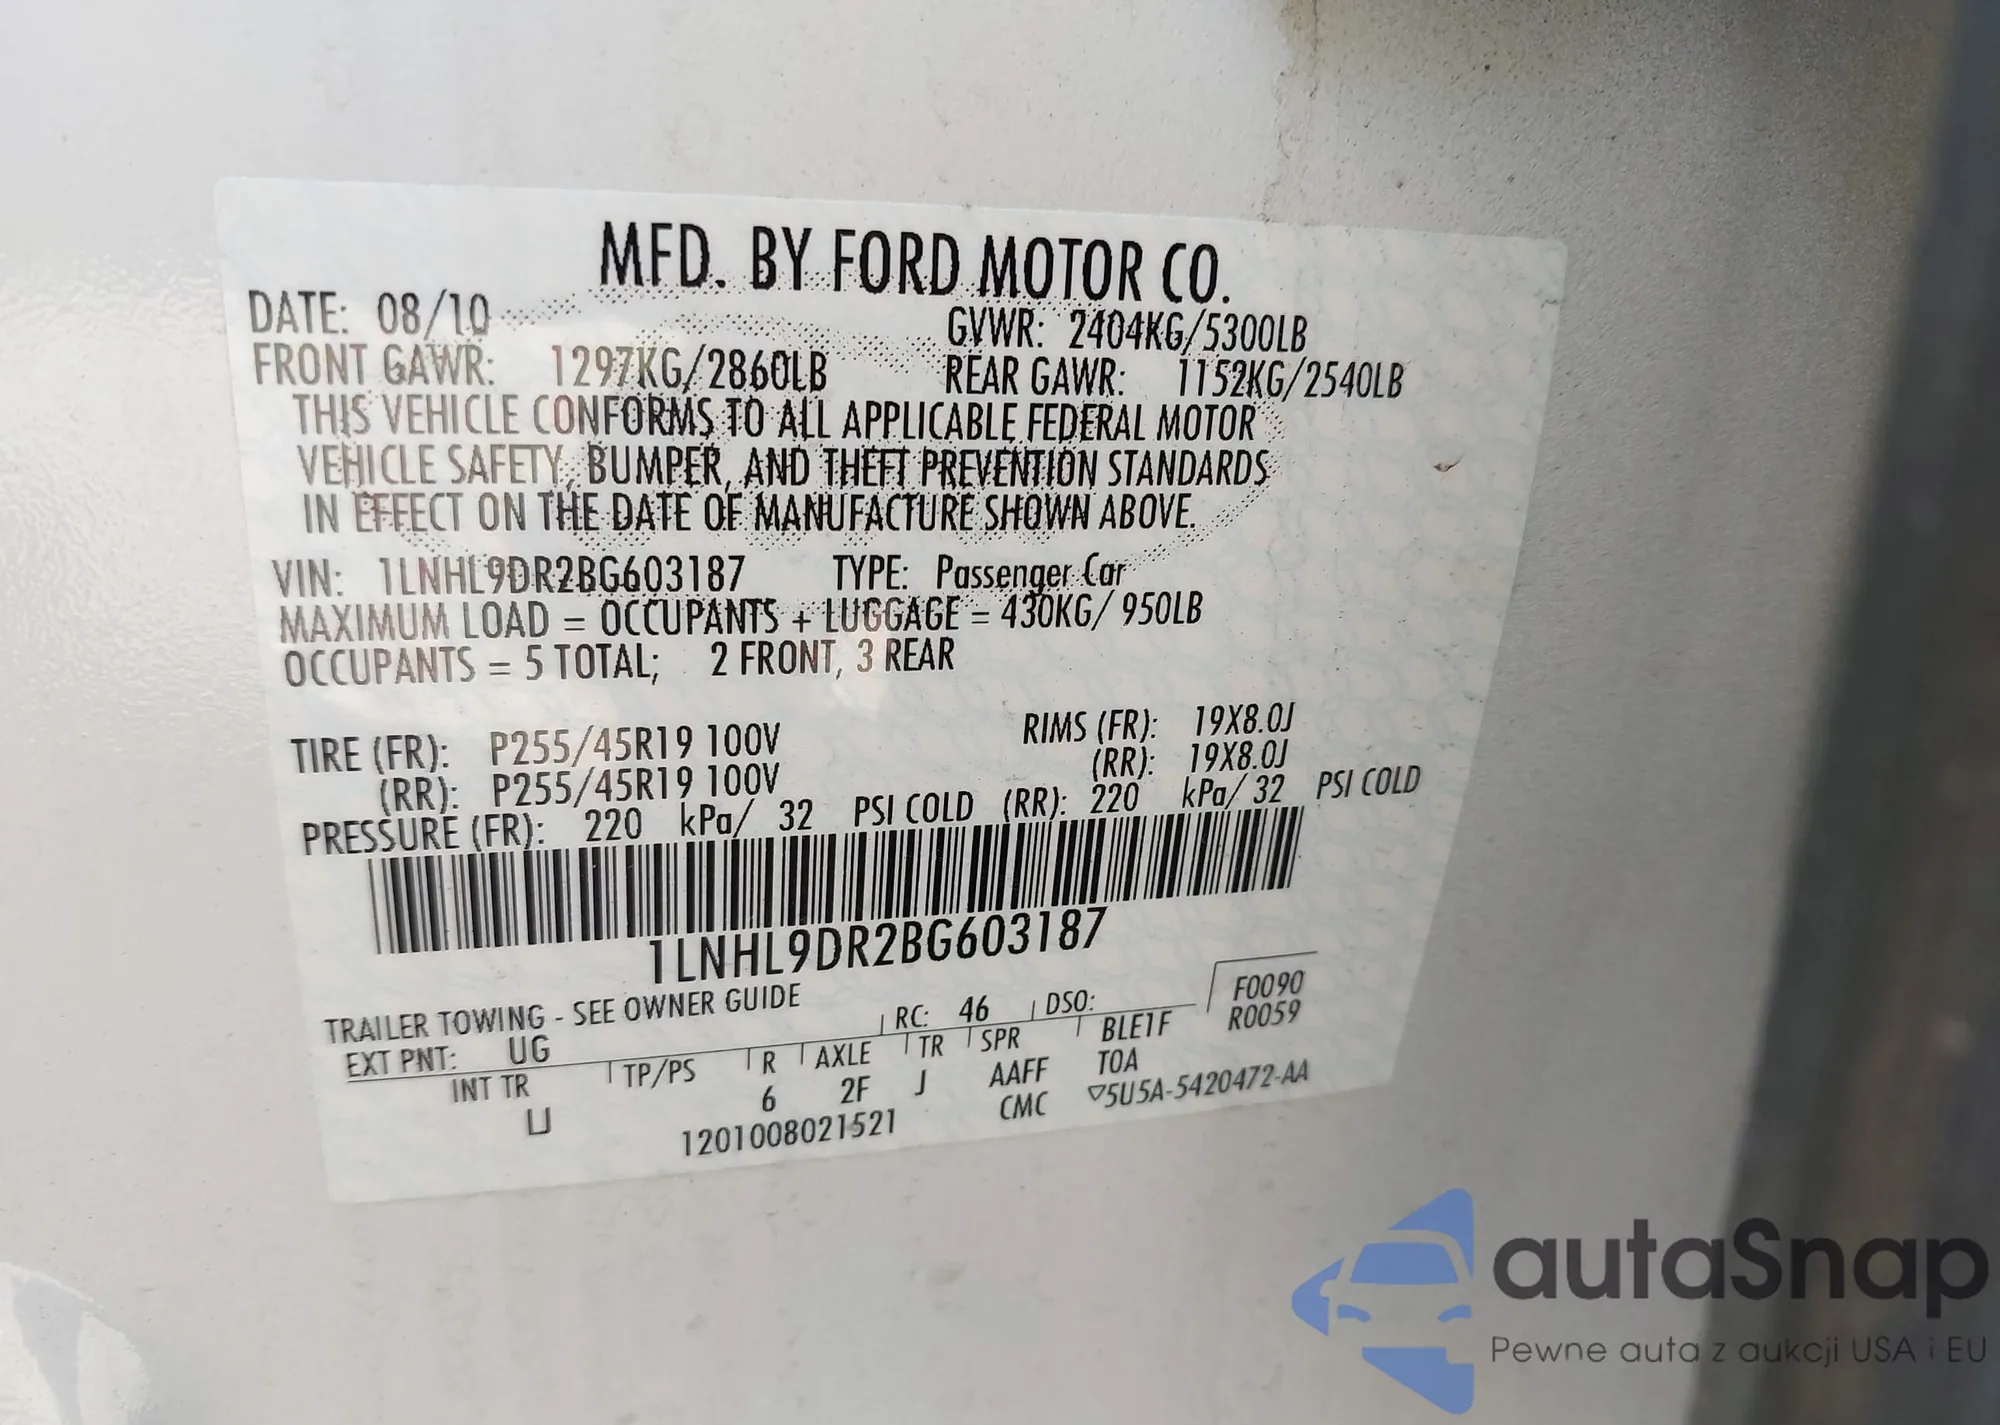 MFD. BY FORD MOTOR CO.
DATE: 08/10 GVWR: 2404KG/5300LB
FRONT GAWR: 1297KG/2860LB REAR GAWR: 1152KG/2540LB
THIS VEHICLE CONFORMS TO ALL APPLICABLE FEDERAL MOTOR
VEHICLE SAFETY, BUMPER, AND THEFT PREVENTION STANDARDS
IN EFFECT ON THE DATE OF MANUFACTURE SHOWN ABOVE.
VIN: 1LNHL9DR2BG603187 TYPE: Passenger Car
MAXIMUM LOAD = OCCUPANTS + LUGGAGE = 430KG/ 950LB
OCCUPANTS = 5 TOTAL; 2 FRONT, 3 REAR
TIRE (FR): P255/45R19 100V RIMS (FR): 19X8.0J
(RR): P255/45R19 100V (RR): 19X8.0J
PRESSURE (FR): 220 kPa/ 32 PSI COLD (RR): 220 kPa/ 32 PSI COLD
1LNHL9DR2BG603187
TRAILER TOWING - SEE OWNER GUIDE
EXT PNT: UG RC: 46 DSO: F0090
INT TR TP/PS R AXLE TR SPR BLE1F R0059
LJ 6 2F J AAFF T0A
1201008021521 CMC ▽5U5A-5420472-AA
autaSnap
Pewne auta z aukcji USA i EU